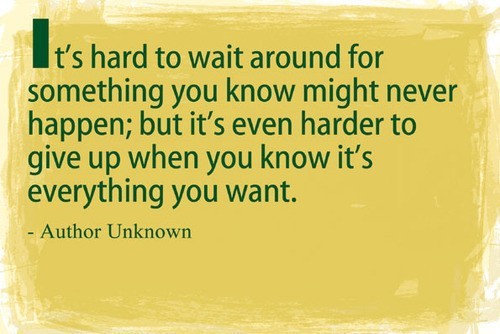 It's hard to wait around for
something you know might never
happen; but it's even harder to
give up when you know it's
everything you want.
- Author Unknown